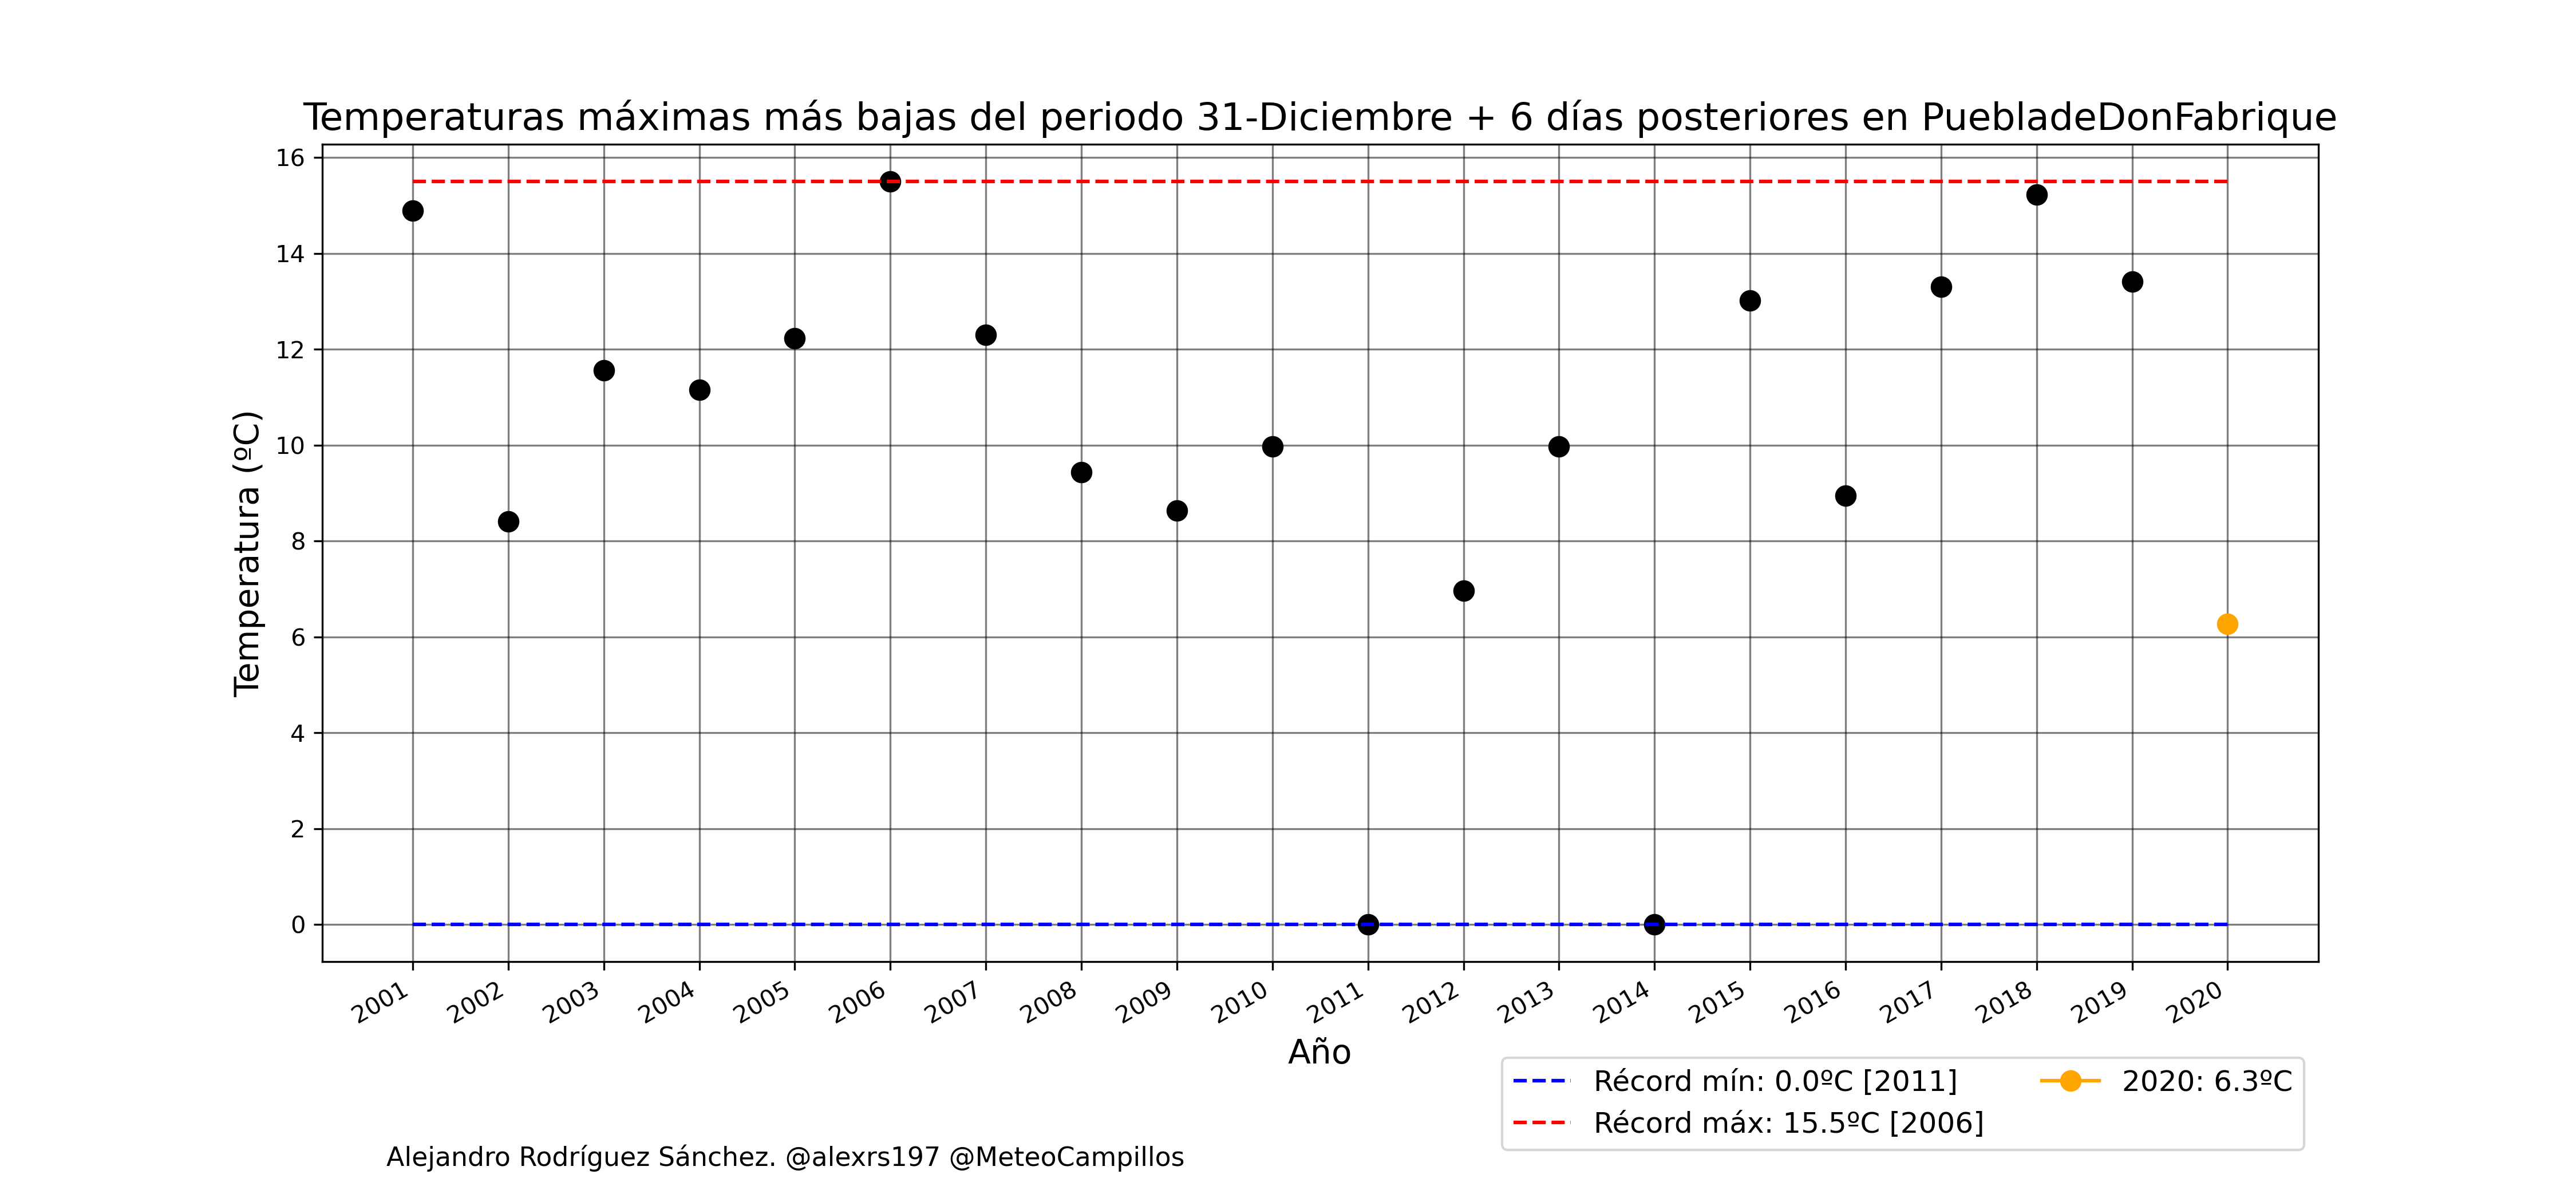 Temperaturas máximas más bajas del periodo 31-Diciembre + 6 días posteriores en PuebladeDonFabrique
Temperatura (ºC)
16
14
12
10
8
6
4
2
0
2001 2002 2003 2004 2005 2006 2007 2008 2009 2010 2011 2012 2013 2014 2015 2016 2017 2018 2019 2020
Año
Récord mín: 0.0ºC [2011]
Récord máx: 15.5ºC [2006]
2020: 6.3ºC
Alejandro Rodríguez Sánchez. @alexrs197 @MeteoCampillos